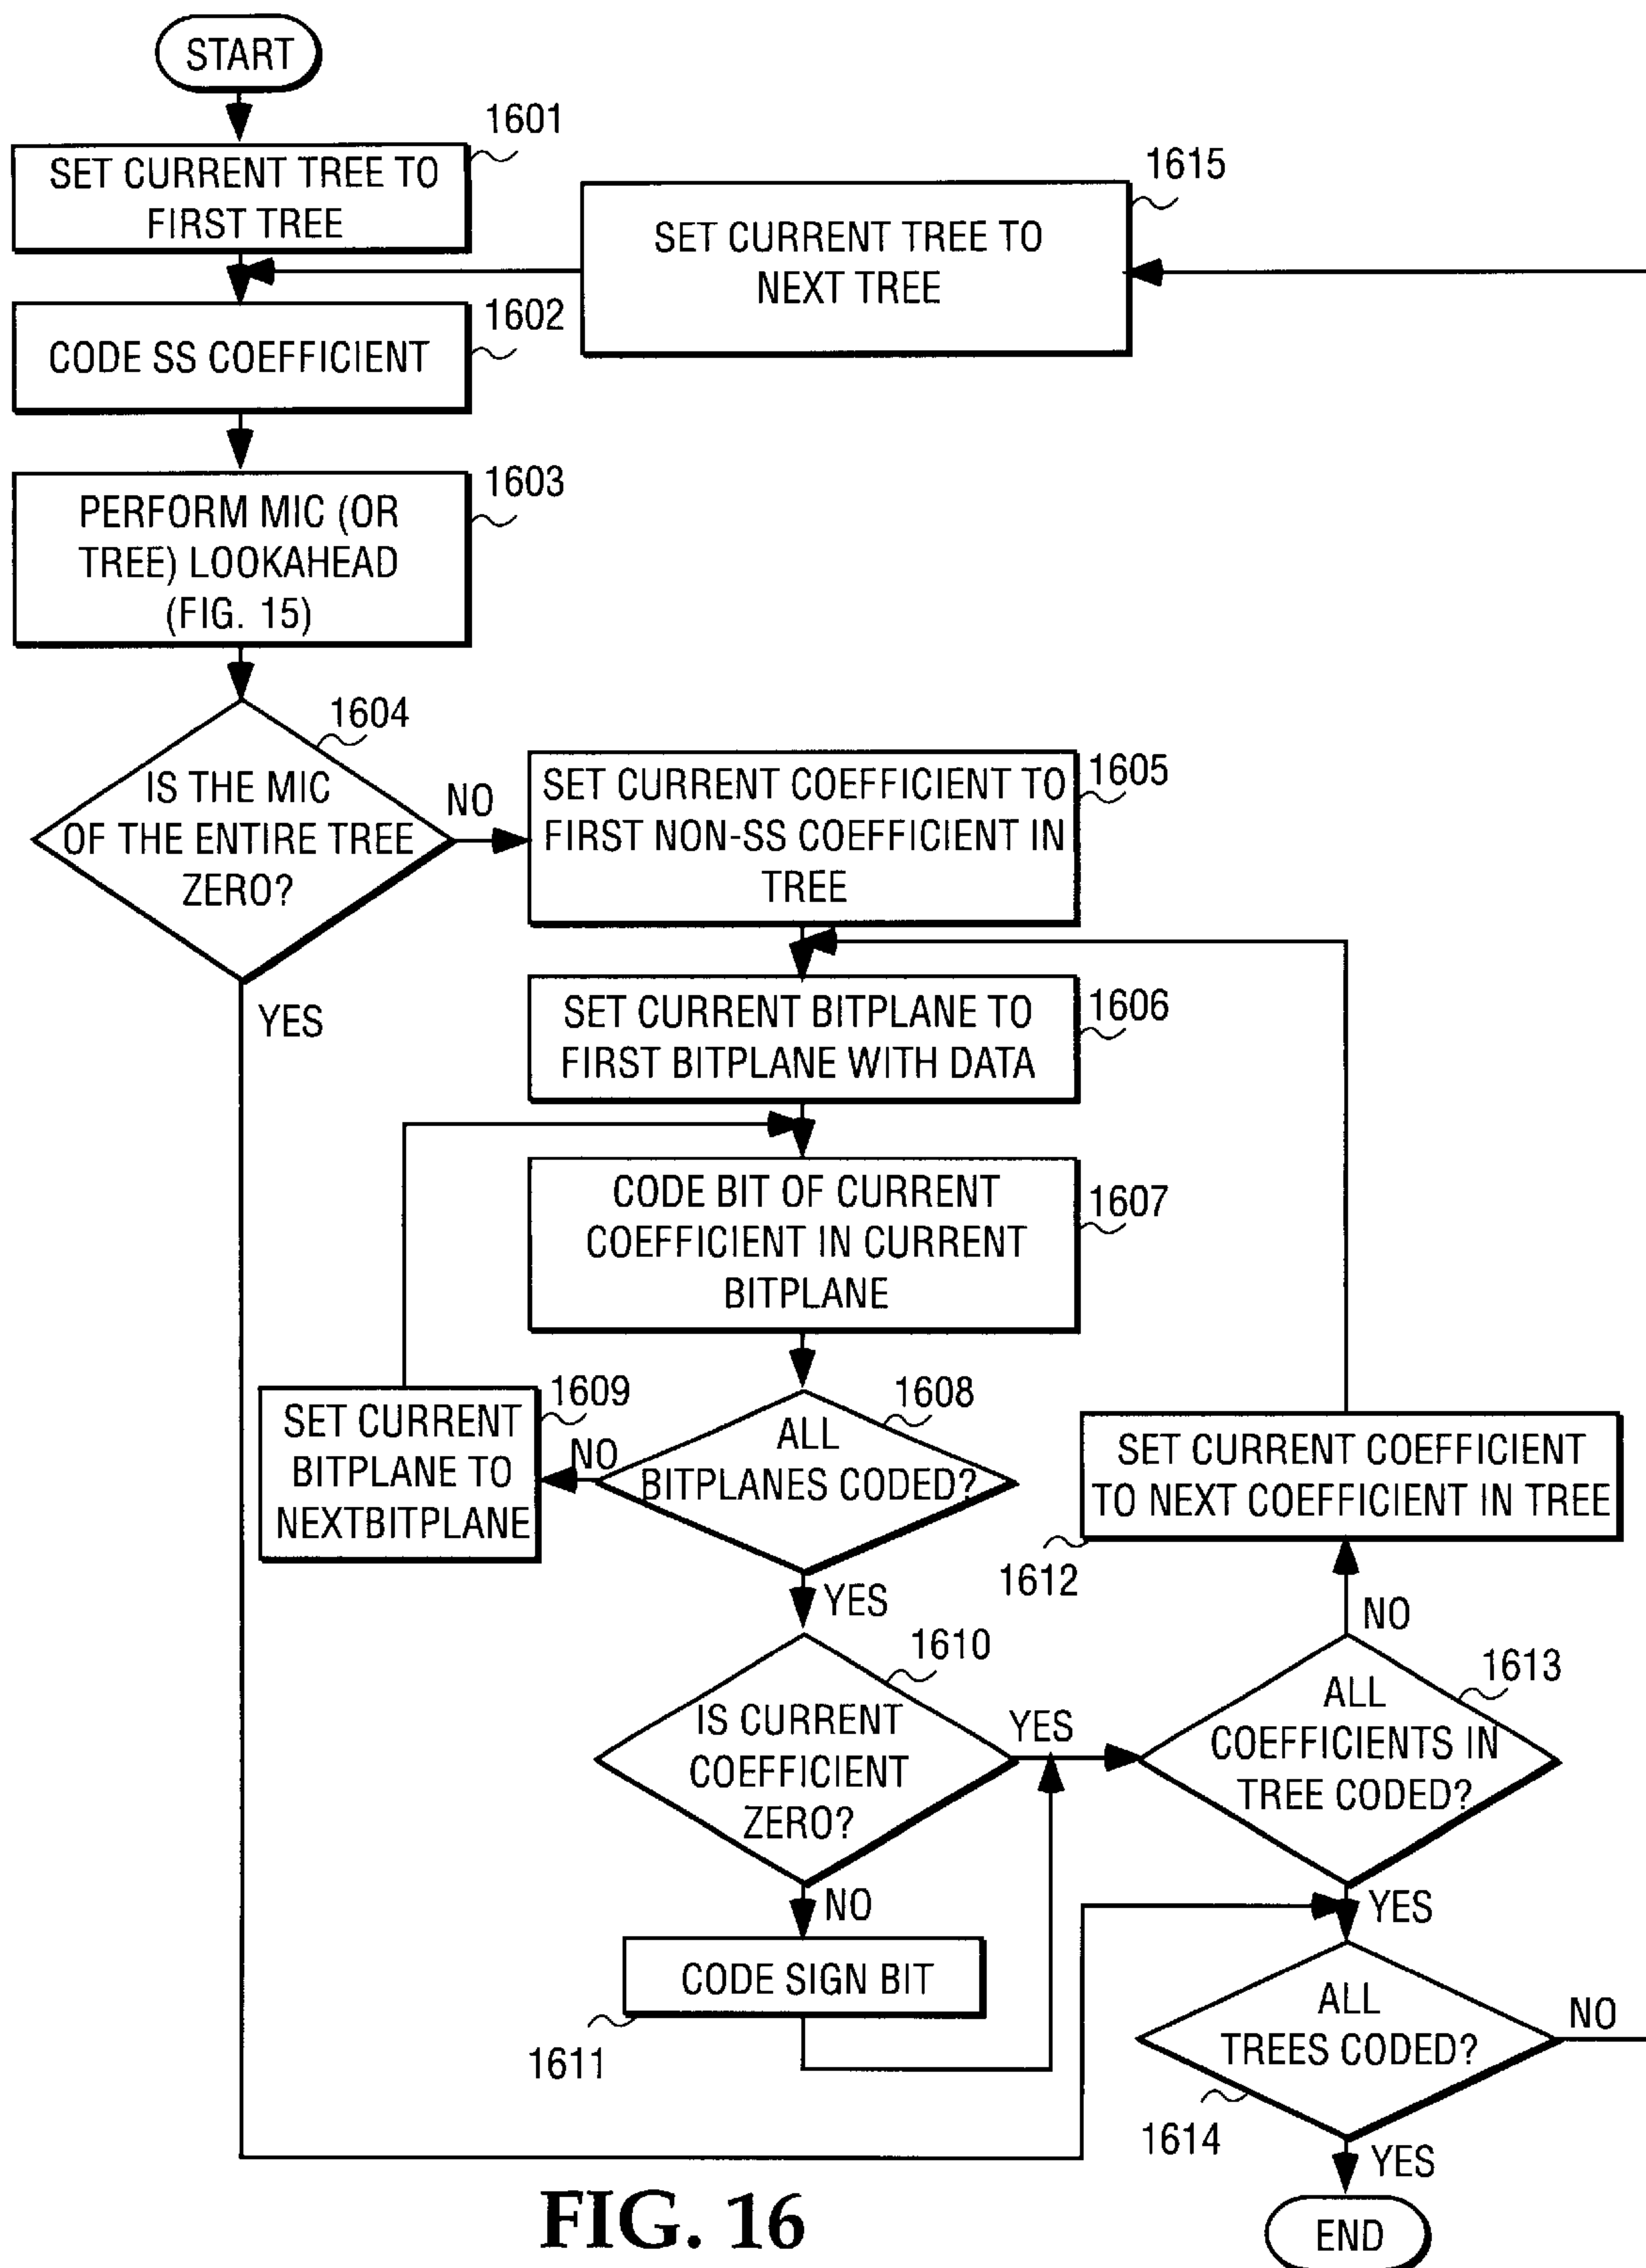 START
1601
SET CURRENT TREE TO
FIRST TREE
1615
SET CURRENT TREE TO
NEXT TREE
1602
CODE SS COEFFICIENT
1603
PERFORM MIC (OR
TREE) LOOKAHEAD
(FIG. 15)
1604
IS THE MIC
OF THE ENTIRE TREE
ZERO?
NO
YES
1605
SET CURRENT COEFFICIENT TO
FIRST NON-SS COEFFICIENT IN
TREE
1606
SET CURRENT BITPLANE TO
FIRST BITPLANE WITH DATA
1607
CODE BIT OF CURRENT
COEFFICIENT IN CURRENT
BITPLANE
1608
ALL
BITPLANES CODED?
NO
1609
SET CURRENT
BITPLANE TO
NEXTBITPLANE
YES
1610
IS CURRENT
COEFFICIENT
ZERO?
YES
NO
CODE SIGN BIT
1611
SET CURRENT COEFFICIENT
TO NEXT COEFFICIENT IN TREE
1612
NO
1613
ALL
COEFFICIENTS IN
TREE CODED?
YES
ALL
TREES CODED?
NO
1614
YES
END
FIG. 16